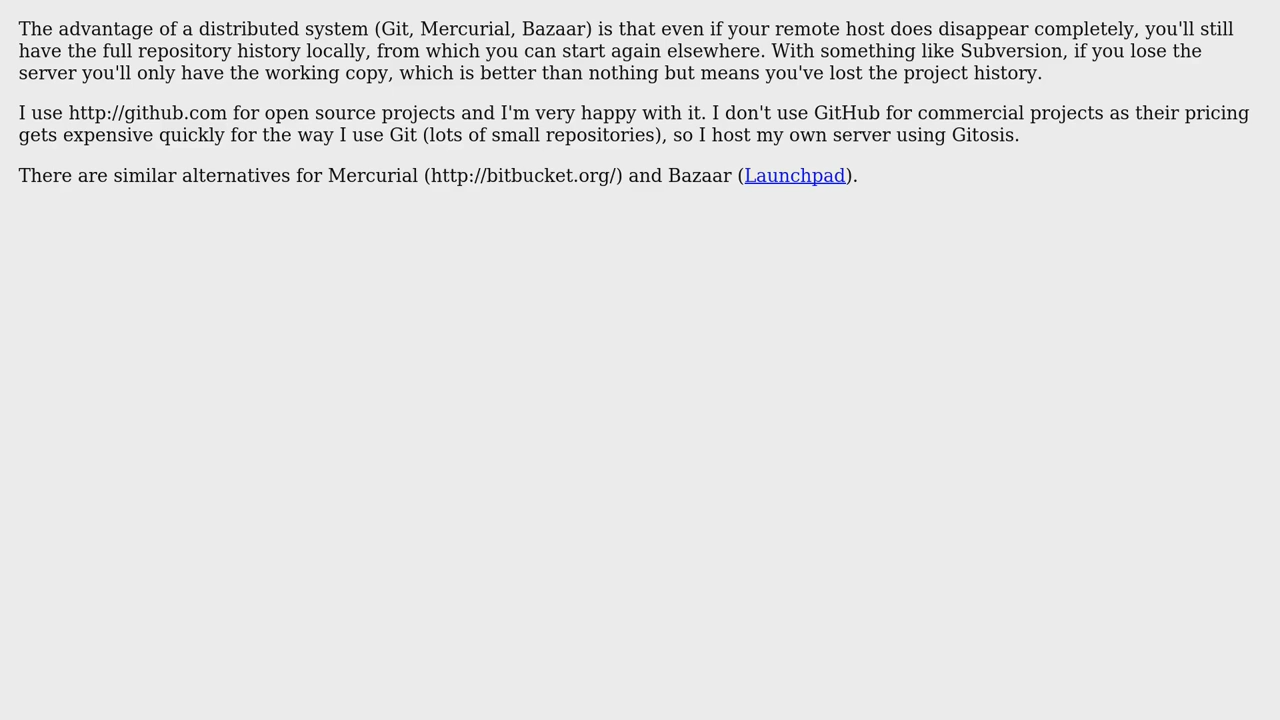 The advantage of a distributed system (Git, Mercurial, Bazaar) is that even if your remote host does disappear completely, you'll still
have the full repository history locally, from which you can start again elsewhere. With something like Subversion, if you lose the
server you'll only have the working copy, which is better than nothing but means you've lost the project history.
I use http://github.com for open source projects and I'm very happy with it. I don't use GitHub for commercial projects as their pricing
gets expensive quickly for the way I use Git (lots of small repositories), so I host my own server using Gitosis.
There are similar alternatives for Mercurial (http://bitbucket.org/) and Bazaar (Launchpad).